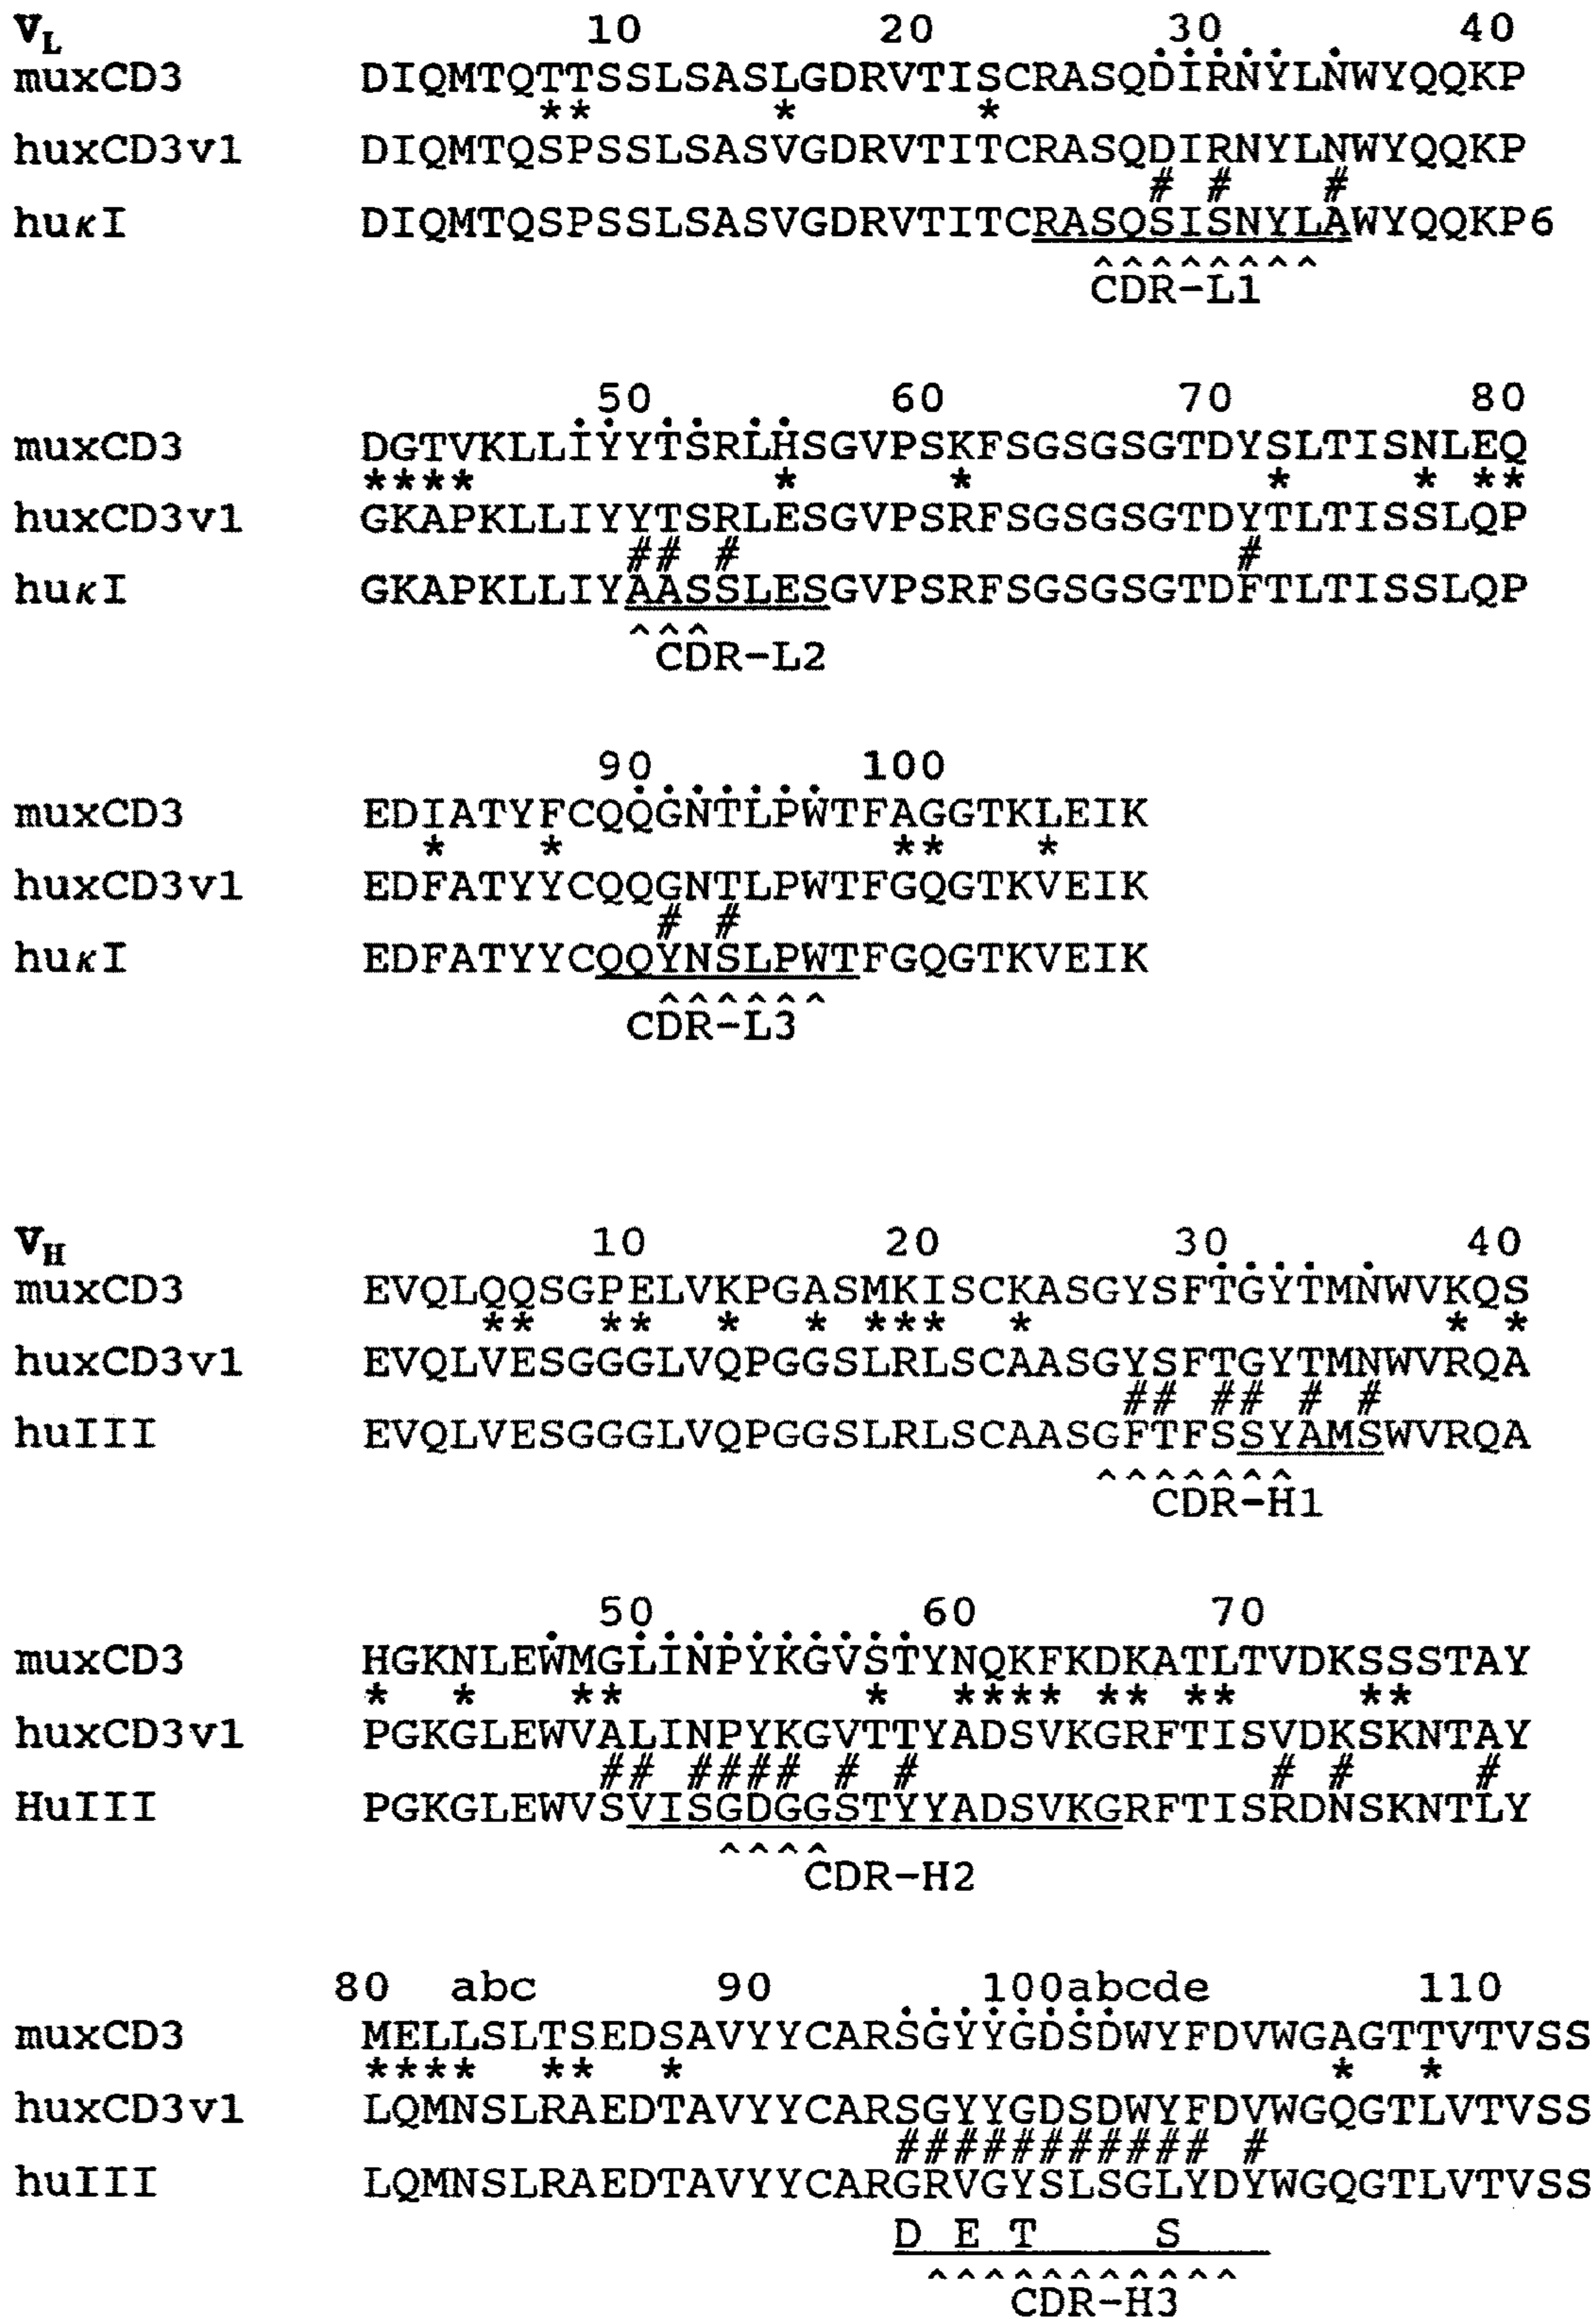 VL 10 20 30 40
. . . . . .
muxCD3 DIQMTQTTSSLSASLGDRVTISCRASQDIRNYLNWYQQKP
** * *
huxCD3v1 DIQMTQSPSSLSASVGDRVTITCRASQDIRNYLNWYQQKP
# # #
huκI DIQMTQSPSSLSASVGDRVTITCRASQSISNYLAWYQQKP6
^^^^^^^^
CDR-L1
50 60 70 80
. . . . . .
muxCD3 DGTVKLLIYYTSRLHSGVPSKFSGSGSGTDYSLTISNLEQ
**** * * * * **
huxCD3v1 GKAPKLLIYYTSRLESGVPSRFSGSGSGTDYTLTISSLQP
## # #
huκI GKAPKLLIYAASSLESGVPSRFSGSGSGTDFTLTISSLQP
^^^
CDR-L2
90 100
. . . . . . .
muxCD3 EDIATYFCQQGNTLPWTFAGGTKLEIK
* * ** *
huxCD3v1 EDFATYYCQQGNTLPWTFGQGTKVEIK
# #
huκI EDFATYYCQQYNSLPWTFGQGTKVEIK
^^^^^^
CDR-L3
VH 10 20 30 40
. . . . .
muxCD3 EVQLQQSGPELVKPGASMKISCKASGYSFTGYTMNWVKQS
** ** * * *** * * *
huxCD3v1 EVQLVESGGGLVQPGGSLRLSCAASGYSFTGYTMNWVRQA
## ## # #
huIII EVQLVESGGGLVQPGGSLRLSCAASGFTFSSYAMSWVRQA
^^^^^^^
CDR-H1
50 60 70
. . . . . . . . . .
muxCD3 HGKNLEWMGLINPYKGVSTYNQKFKDKATLTVDKSSSTAY
* * ** * **** ** ** **
huxCD3v1 PGKGLEWVALINPYKGVTTYADSVKGRFTISVDKSKNTAY
## #### # # # # #
HuIII PGKGLEWVSVISGDGGSTYYADSVKGRFTISRDNSKNTLY
^^^^
CDR-H2
80 abc 90 100abcde 110
. . . . . . . .
muxCD3 MELLSLTSEDSAVYYCARSGYYGDSDWYFDVWGAGTTVTVSS
**** ** * * *
huxCD3v1 LQMNSLRAEDTAVYYCARSGYYGDSDWYFDVWGQGTLVTVSS
########### #
huIII LQMNSLRAEDTAVYYCARGRVGYSLSGLYDYWGQGTLVTVSS
D E T S
^^^^^^^^^^^
CDR-H3